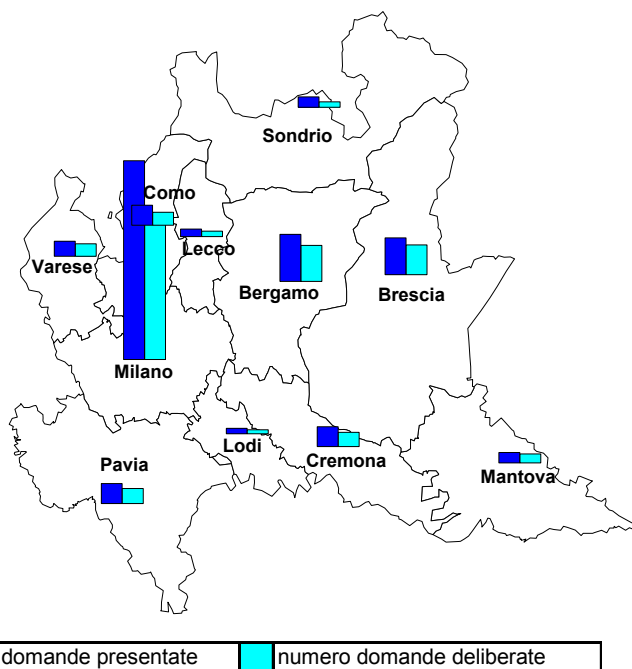 Sondrio
Como
Lecco
Varese
Bergamo
Brescia
Milano
Lodi
Cremona
Pavia
Mantova
domande presentate
numero domande deliberate